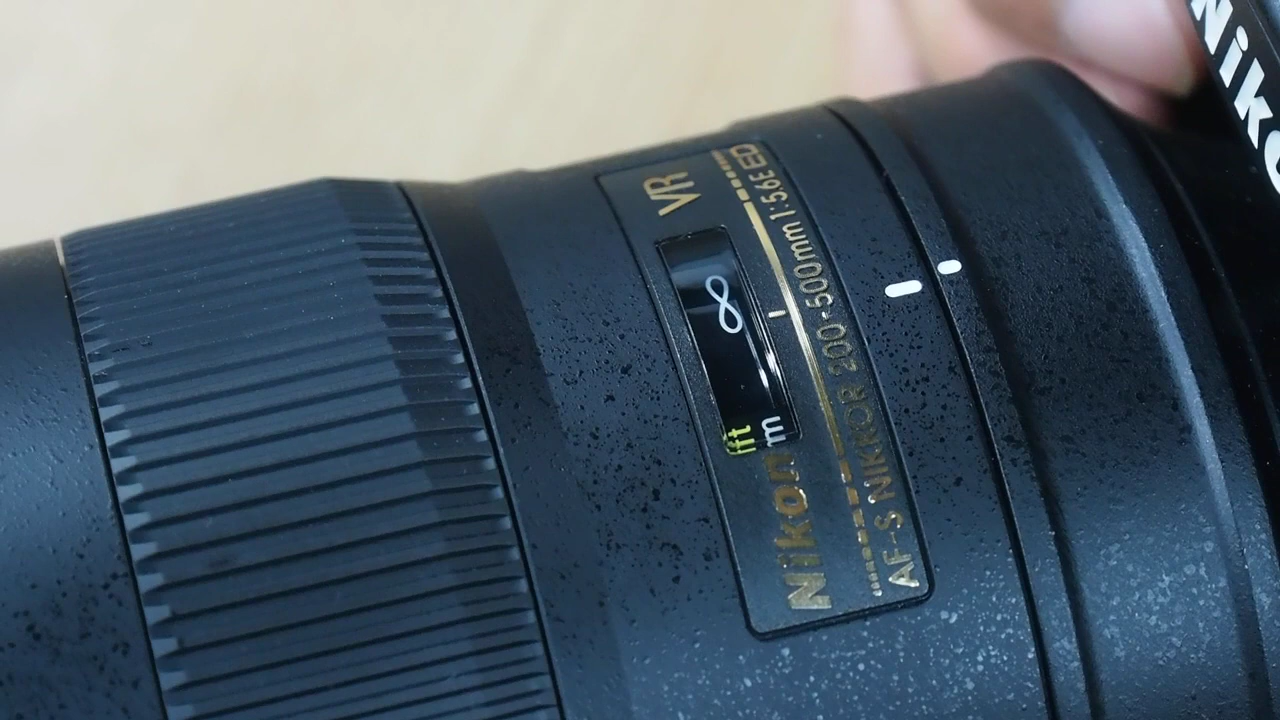 Nikon VR
∞
ft
m
AF-S NIKKOR 200-500mm 1:5.6E ED
Nik